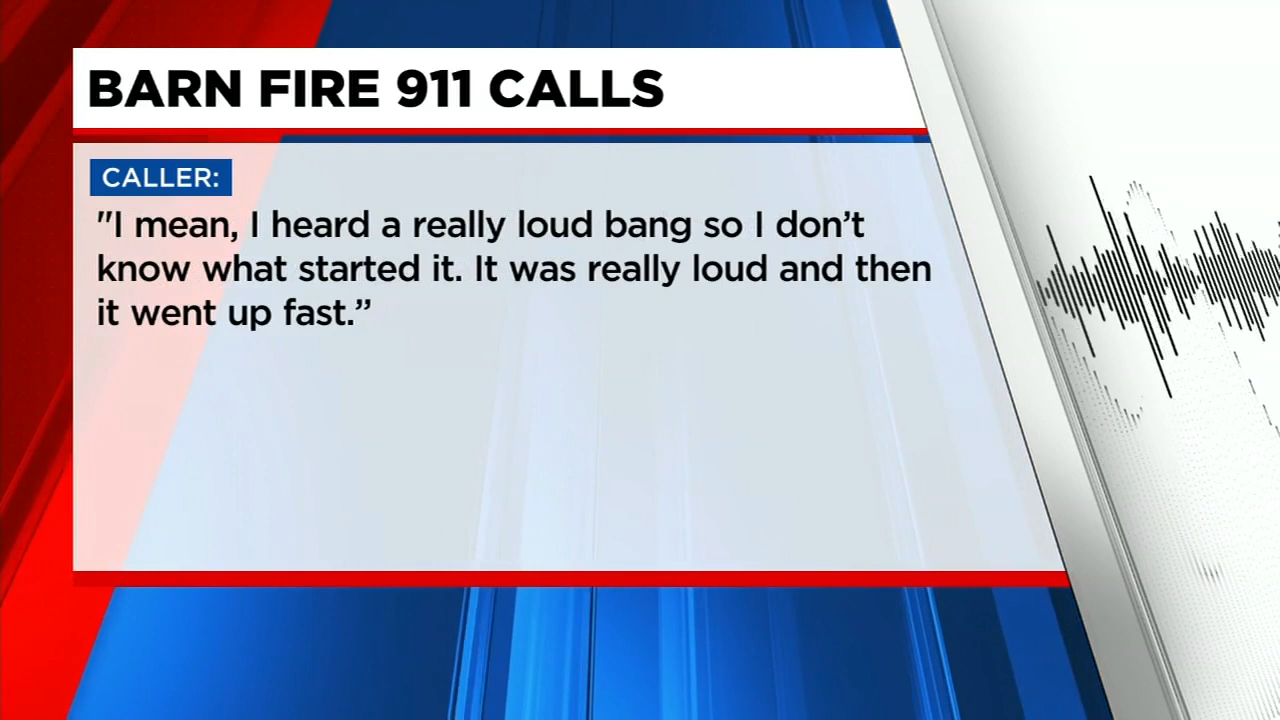 BARN FIRE 911 CALLS
CALLER:
"I mean, I heard a really loud bang so I don’t
know what started it. It was really loud and then
it went up fast.”